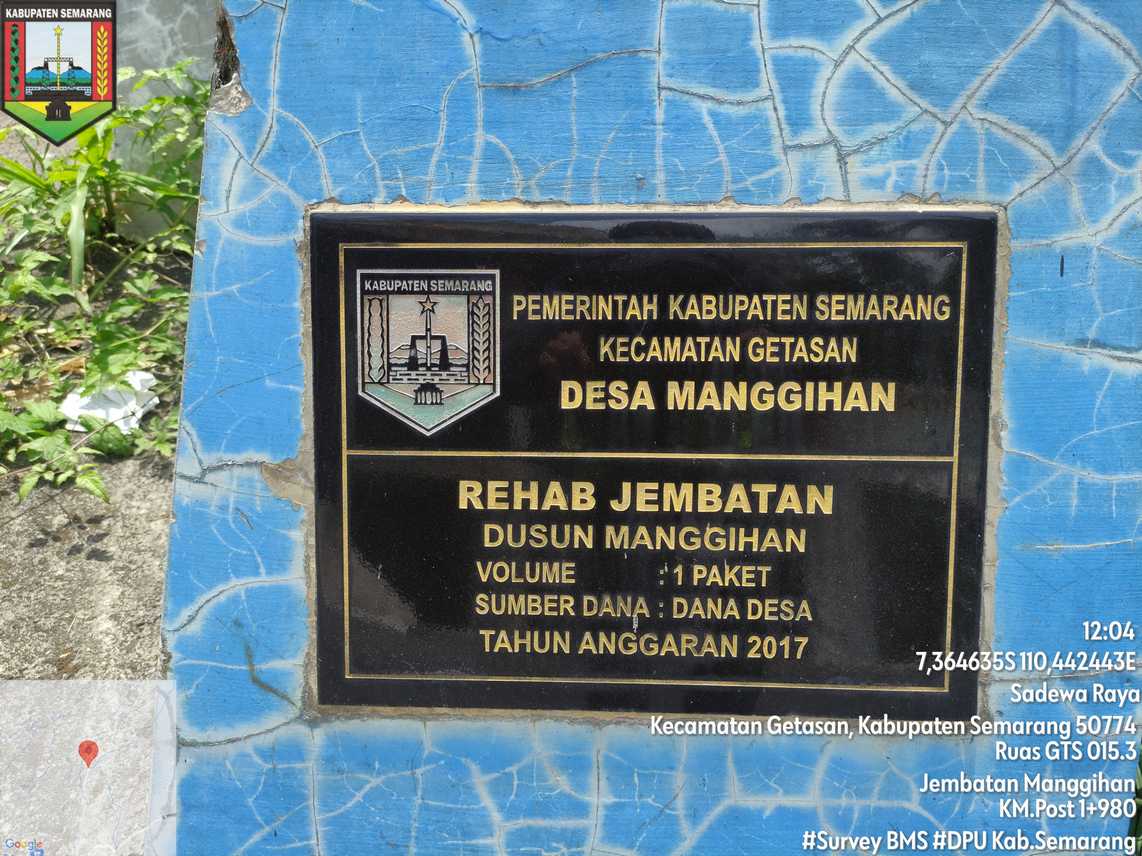 KABUPATEN SEMARANG
KABUPATEN SEMARANG
PEMERINTAH KABUPATEN SEMARANG
KECAMATAN GETASAN
DESA MANGGIHAN
REHAB JEMBATAN
DUSUN MANGGIHAN
VOLUME : 1 PAKET
SUMBER DANA : DANA DESA
TAHUN ANGGARAN 2017
12:04
7,364635S 110,442443E
Sadewa Raya
Kecamatan Getasan, Kabupaten Semarang 50774
Ruas GTS 015.3
Jembatan Manggihan
KM.Post 1+980
#Survey BMS #DPU Kab.Semarang
Google